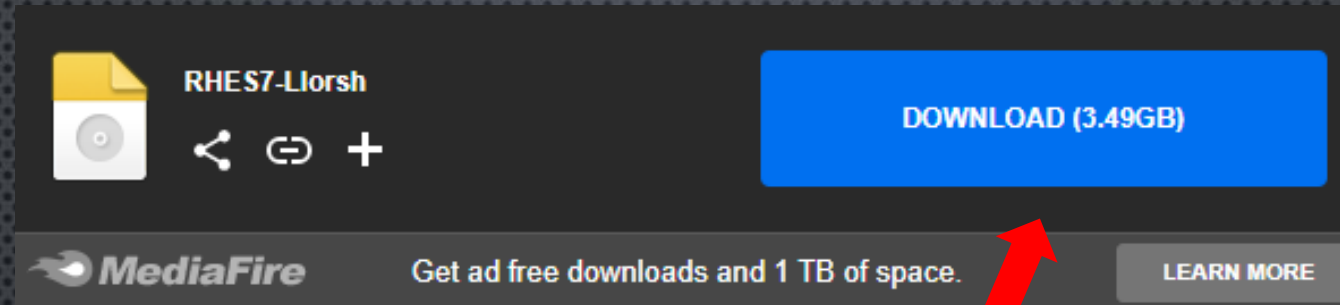 RHES7-Llorsh
DOWNLOAD (3.49GB)
MediaFire
Get ad free downloads and 1 TB of space.
LEARN MORE